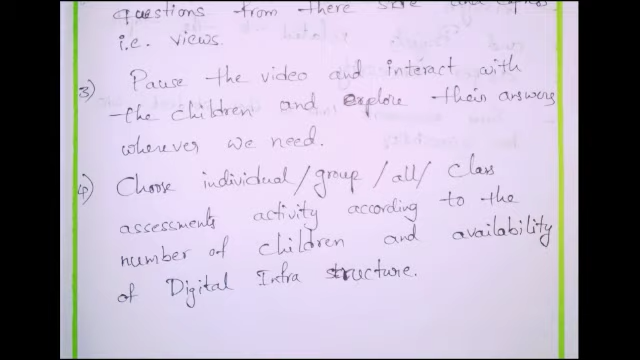 questions from there side and
i.e. views.
3) Pause the video and interact with
the children and explore their answers
wherever we need.
4) Choose individual/group/all/class
assessments activity according to the
number of children and availability
of Digital Infra structure.